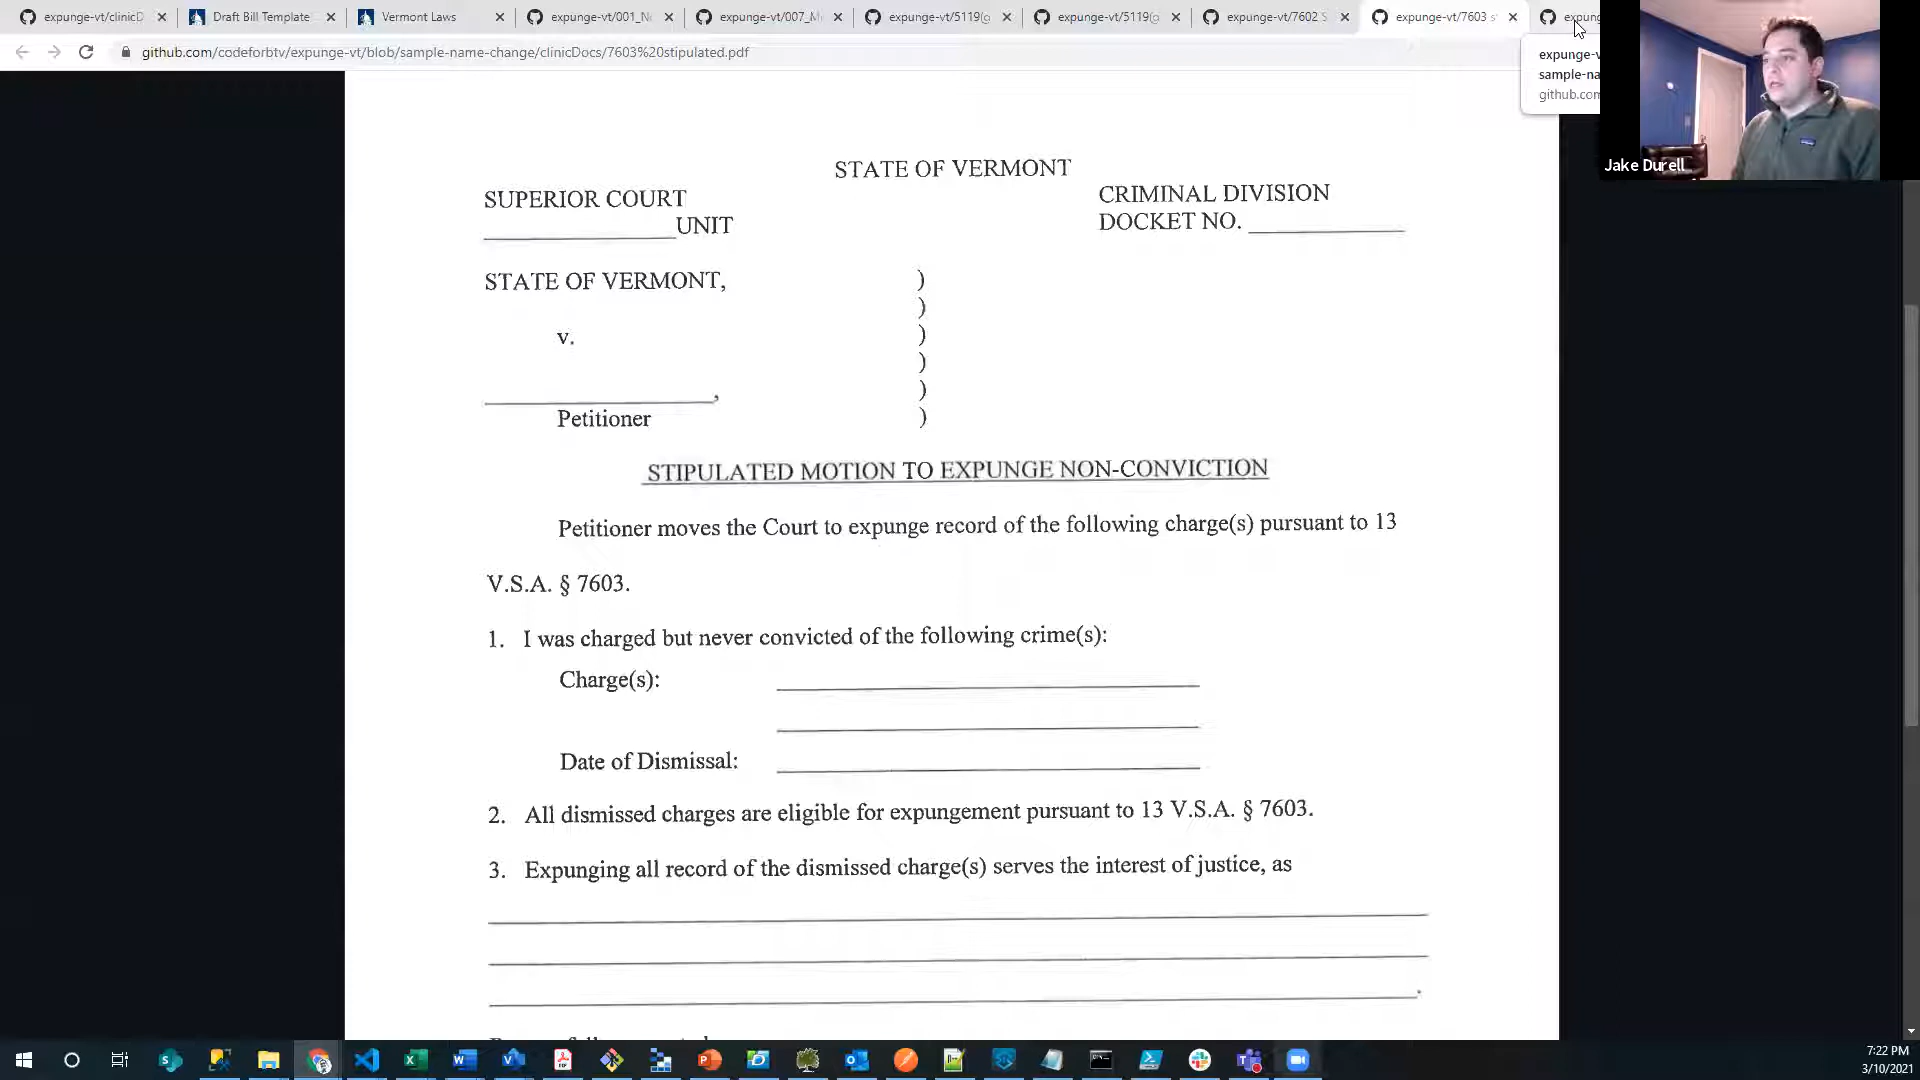 expunge-vt/clinicD
Draft Bill Template
Vermont Laws
expunge-vt/001_N
expunge-vt/007_M
expunge-vt/5119(g
expunge-vt/5119(g
expunge-vt/7602 S
expunge-vt/7603 s
expung
github.com/codeforbtv/expunge-vt/blob/sample-name-change/clinicDocs/7603%20stipulated.pdf
expunge-v
sample-na
github.com
Jake Durell
STATE OF VERMONT
SUPERIOR COURT
CRIMINAL DIVISION
UNIT
DOCKET NO.
STATE OF VERMONT, )
)
v. )
)
, )
Petitioner )
STIPULATED MOTION TO EXPUNGE NON-CONVICTION
Petitioner moves the Court to expunge record of the following charge(s) pursuant to 13
V.S.A. § 7603.
1. I was charged but never convicted of the following crime(s):
Charge(s):
Date of Dismissal:
2. All dismissed charges are eligible for expungement pursuant to 13 V.S.A. § 7603.
3. Expunging all record of the dismissed charge(s) serves the interest of justice, as
.
7:22 PM
3/10/2021